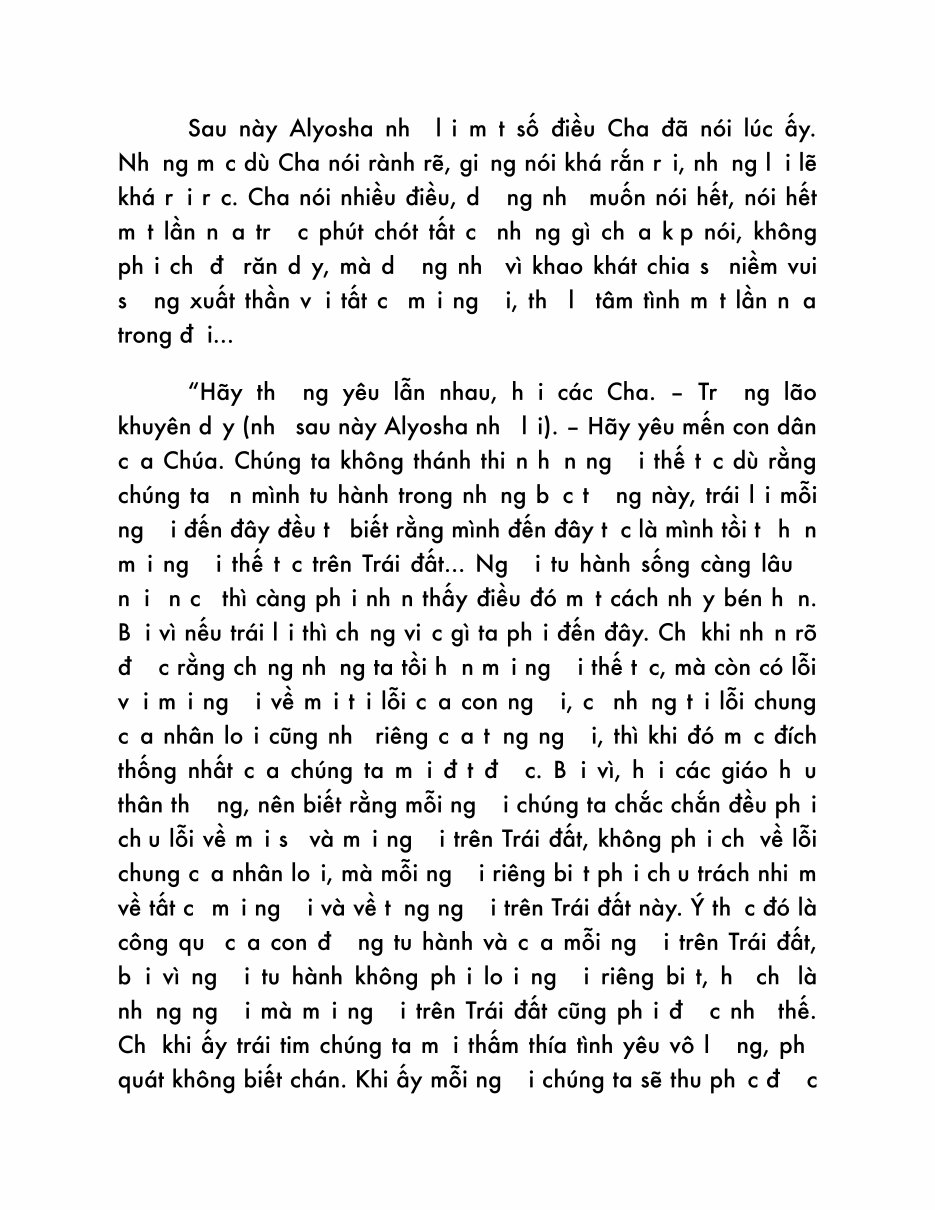 Sau này Alyosha nh l i m t số điều Cha đã nói lúc ấy.
Nh ng m c dù Cha nói rành rẽ, gi ng nói khá rắn r i, nh ng l i lẽ
khá r i r c. Cha nói nhiều điều, d ng nh muốn nói hết, nói hết
m t lần n a tr c phút chót tất c nh ng gì ch a k p nói, không
ph i ch đ răn d y, mà d ng nh vì khao khát chia s niềm vui
s ng xuất thần v i tất c m i ng i, th l tâm tình m t lần n a
trong đ i...
“Hãy th ng yêu lẫn nhau, h i các Cha. – Tr ng lão
khuyên d y (nh sau này Alyosha nh l i). – Hãy yêu mến con dân
c a Chúa. Chúng ta không thánh thi n h n ng i thế t c dù rằng
chúng ta n mình tu hành trong nh ng b c t ng này, trái l i mỗi
ng i đến đây đều t biết rằng mình đến đây t c là mình tồi t h n
m i ng i thế t c trên Trái đất... Ng i tu hành sống càng lâu
n i n c thì càng ph i nh n thấy điều đó m t cách nh y bén h n.
B i vì nếu trái l i thì ch ng vi c gì ta ph i đến đây. Ch khi nh n rõ
đ c rằng ch ng nh ng ta tồi h n m i ng i thế t c, mà còn có lỗi
v i m i ng i về m i t i lỗi c a con ng i, c nh ng t i lỗi chung
c a nhân lo i cũng nh riêng c a t ng ng i, thì khi đó m c đích
thống nhất c a chúng ta m i đ t đ c. B i vì, h i các giáo h u
thân th ng, nên biết rằng mỗi ng i chúng ta chắc chắn đều ph i
ch u lỗi về m i s và m i ng i trên Trái đất, không ph i ch về lỗi
chung c a nhân lo i, mà mỗi ng i riêng bi t ph i ch u trách nhi m
về tất c m i ng i và về t ng ng i trên Trái đất này. Ý th c đó là
công qu c a con đ ng tu hành và c a mỗi ng i trên Trái đất,
b i vì ng i tu hành không ph i lo i ng i riêng bi t, h ch là
nh ng ng i mà m i ng i trên Trái đất cũng ph i đ c nh thế.
Ch khi ấy trái tim chúng ta m i thấm thía tình yêu vô l ng, ph
quát không biết chán. Khi ấy mỗi ng i chúng ta sẽ thu ph c đ c